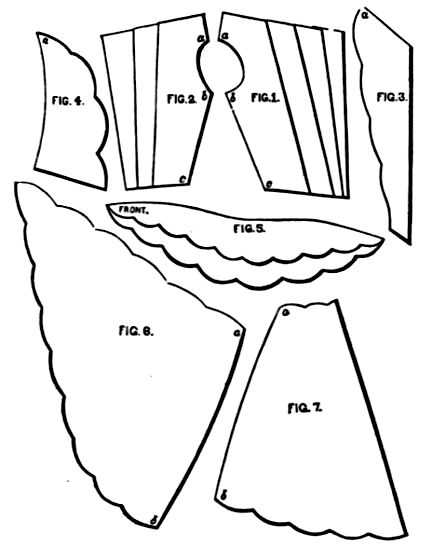 a
FIG. 4.
a
FIG. 2.
b
c
a
FIG. 1.
b
c
a
FIG. 3.
FRONT.
FIG. 5.
FIG. 6.
a
b
a
FIG. 7.
b